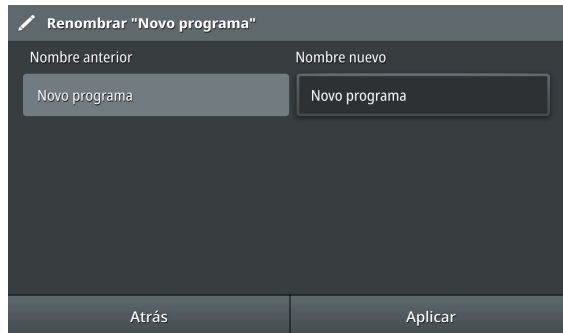 Renombrar "Novo programa"
Nombre anterior
Nombre nuevo
Novo programa
Novo programa
Atrás
Aplicar